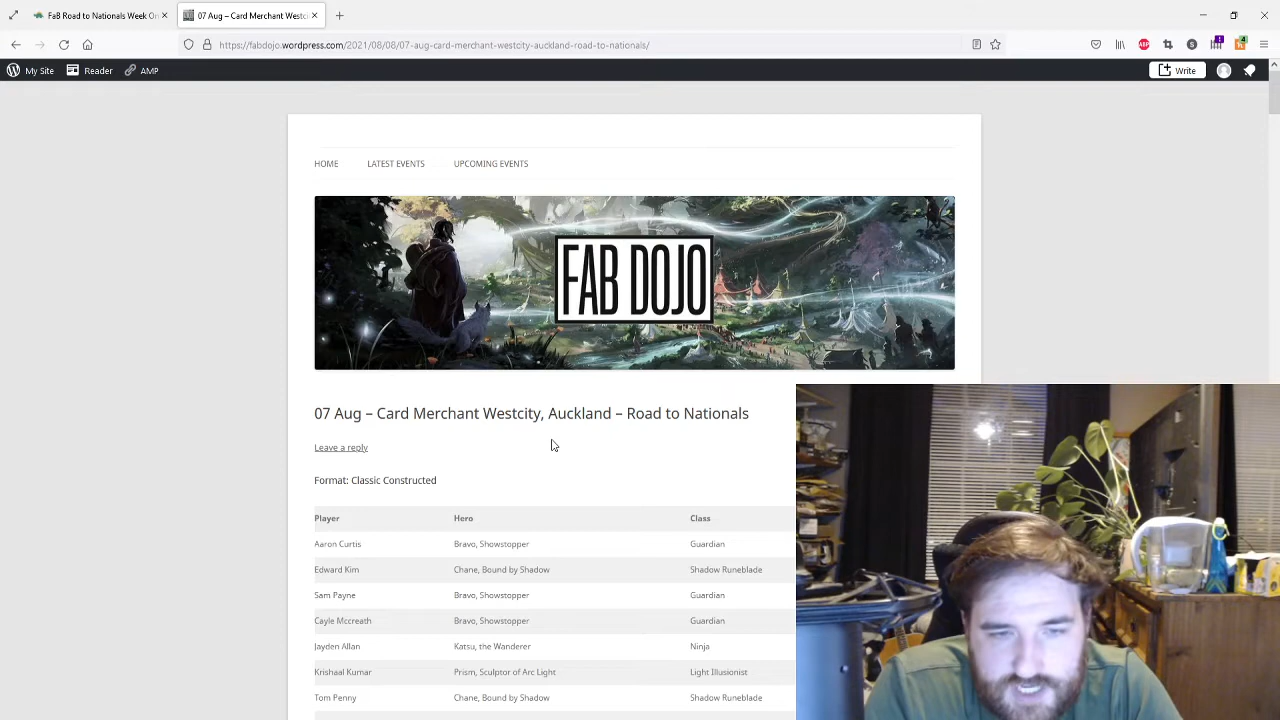 FaB Road to Nationals Week On
07 Aug – Card Merchant Westci
https://fabdojo.wordpress.com/2021/08/08/07-aug-card-merchant-westcity-auckland-road-to-nationals/
My Site
Reader
AMP
Write
HOME
LATEST EVENTS
UPCOMING EVENTS
FAB DOJO
07 Aug – Card Merchant Westcity, Auckland – Road to Nationals
Leave a reply
Format: Classic Constructed
Player Hero Class
Aaron Curtis Bravo, Showstopper Guardian
Edward Kim Chane, Bound by Shadow Shadow Runeblade
Sam Payne Bravo, Showstopper Guardian
Cayle Mccreath Bravo, Showstopper Guardian
Jayden Allan Katsu, the Wanderer Ninja
Krishaal Kumar Prism, Sculptor of Arc Light Light Illusionist
Tom Penny Chane, Bound by Shadow Shadow Runeblade